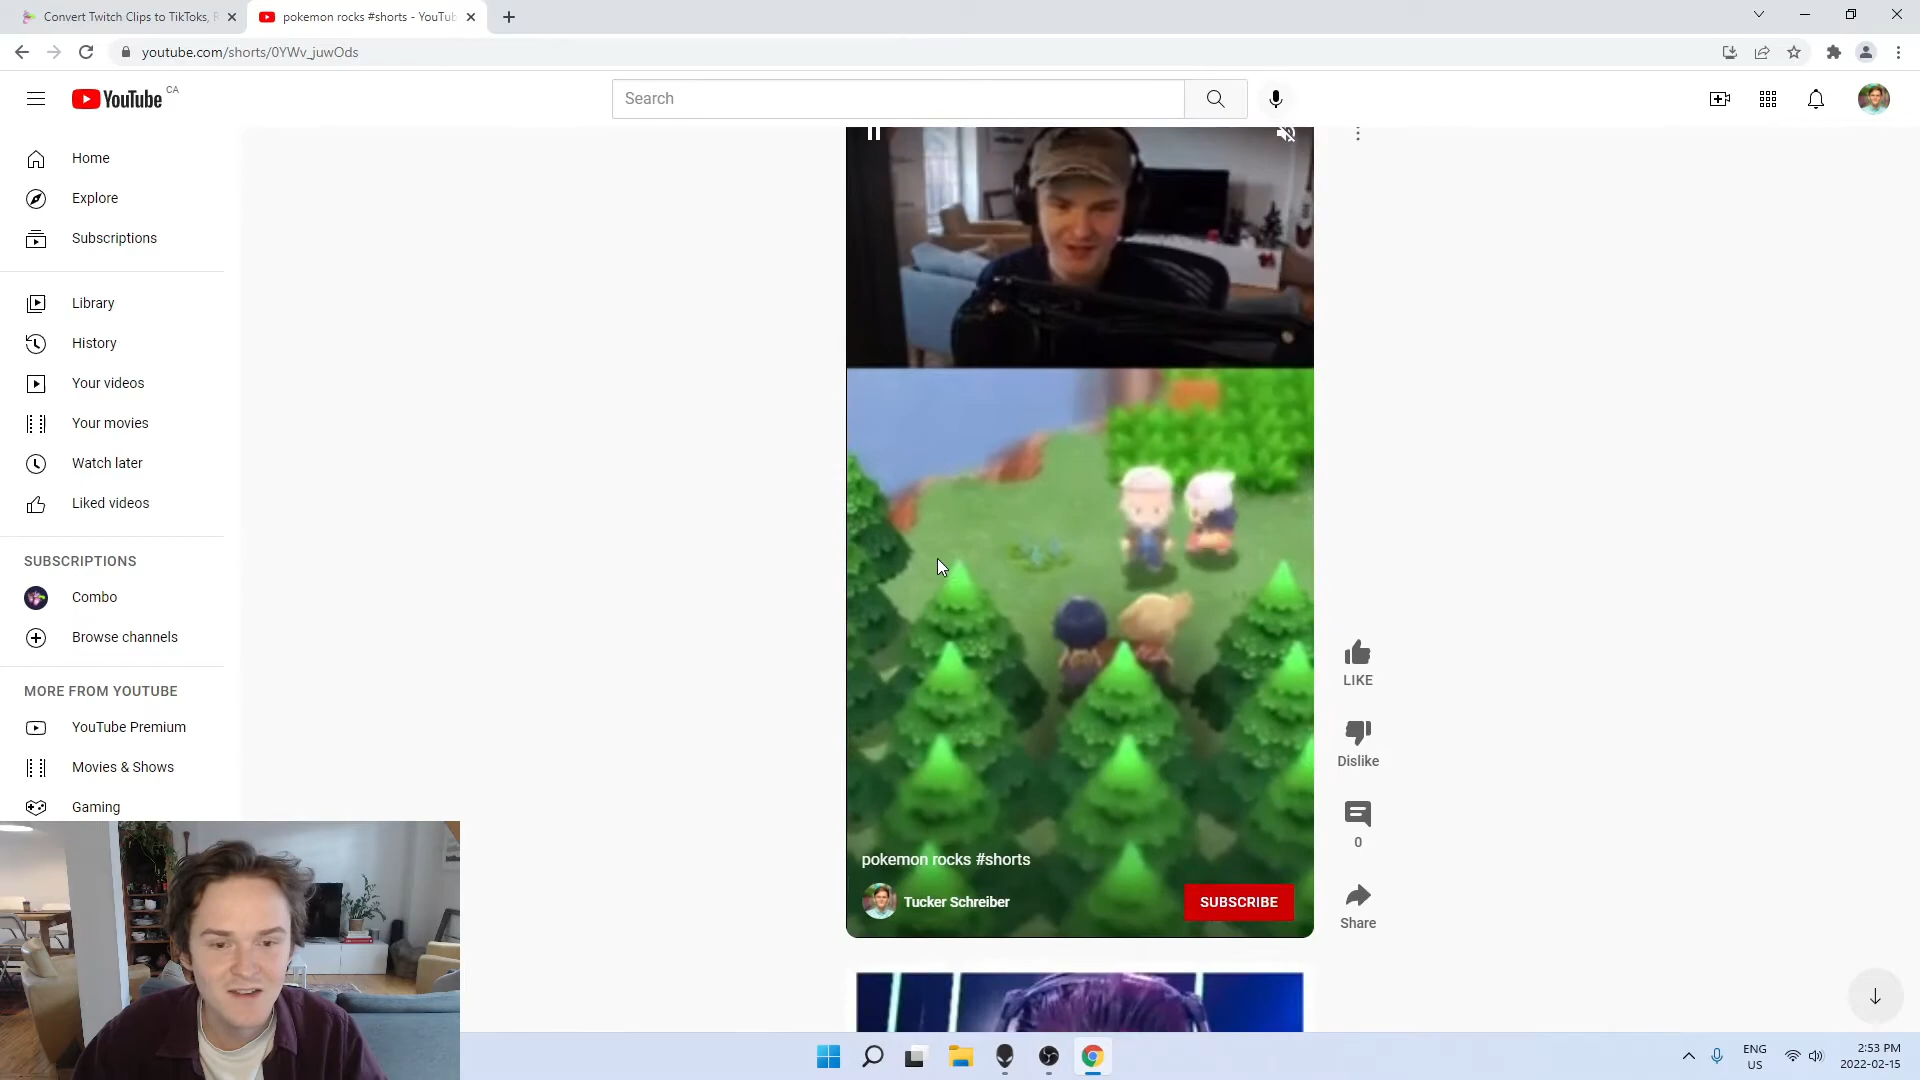 Convert Twitch Clips to TikToks, R
pokemon rocks #shorts - YouTub
youtube.com/shorts/0YWv_juwOds
YouTube CA
Search
Home
Explore
Subscriptions
Library
History
Your videos
Your movies
Watch later
Liked videos
SUBSCRIPTIONS
Combo
Browse channels
MORE FROM YOUTUBE
YouTube Premium
Movies & Shows
Gaming
LIKE
Dislike
0
Share
pokemon rocks #shorts
Tucker Schreiber
SUBSCRIBE
ENG
US
2:53 PM
2022-02-15